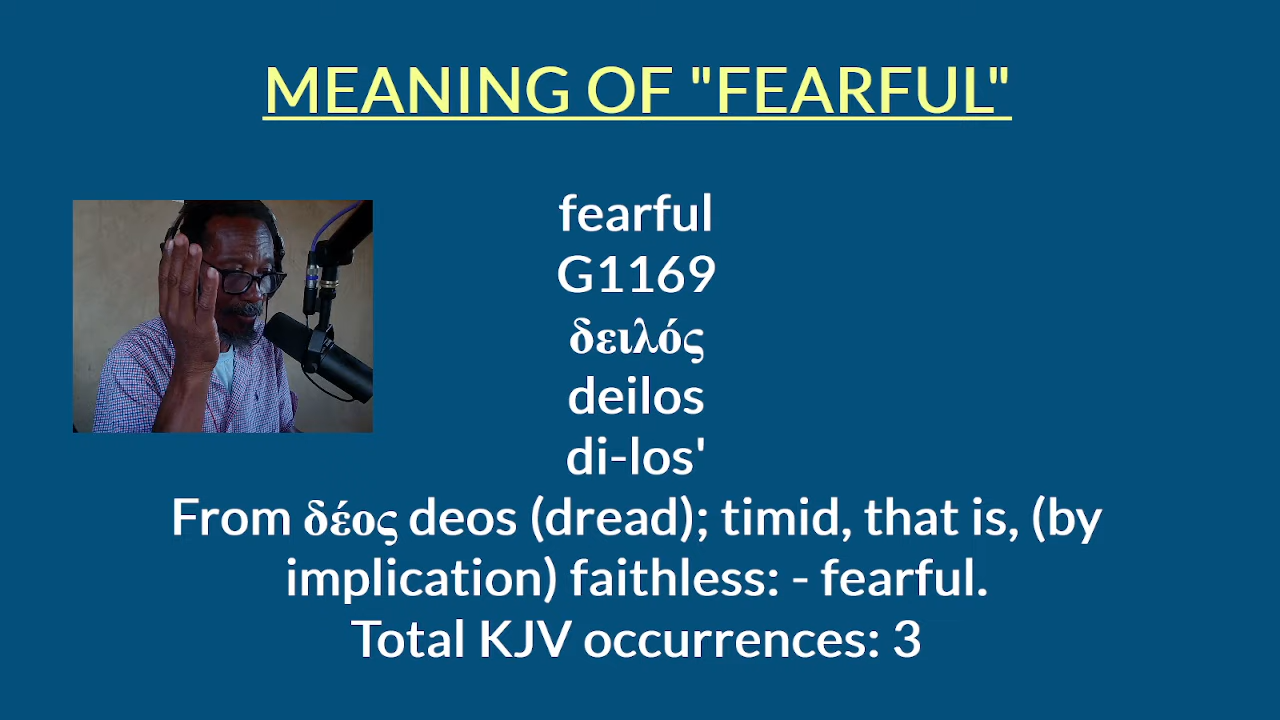 MEANING OF "FEARFUL"
fearful
G1169
δειλός
deilos
di-los'
From δέος deos (dread); timid, that is, (by
implication) faithless: - fearful.
Total KJV occurrences: 3